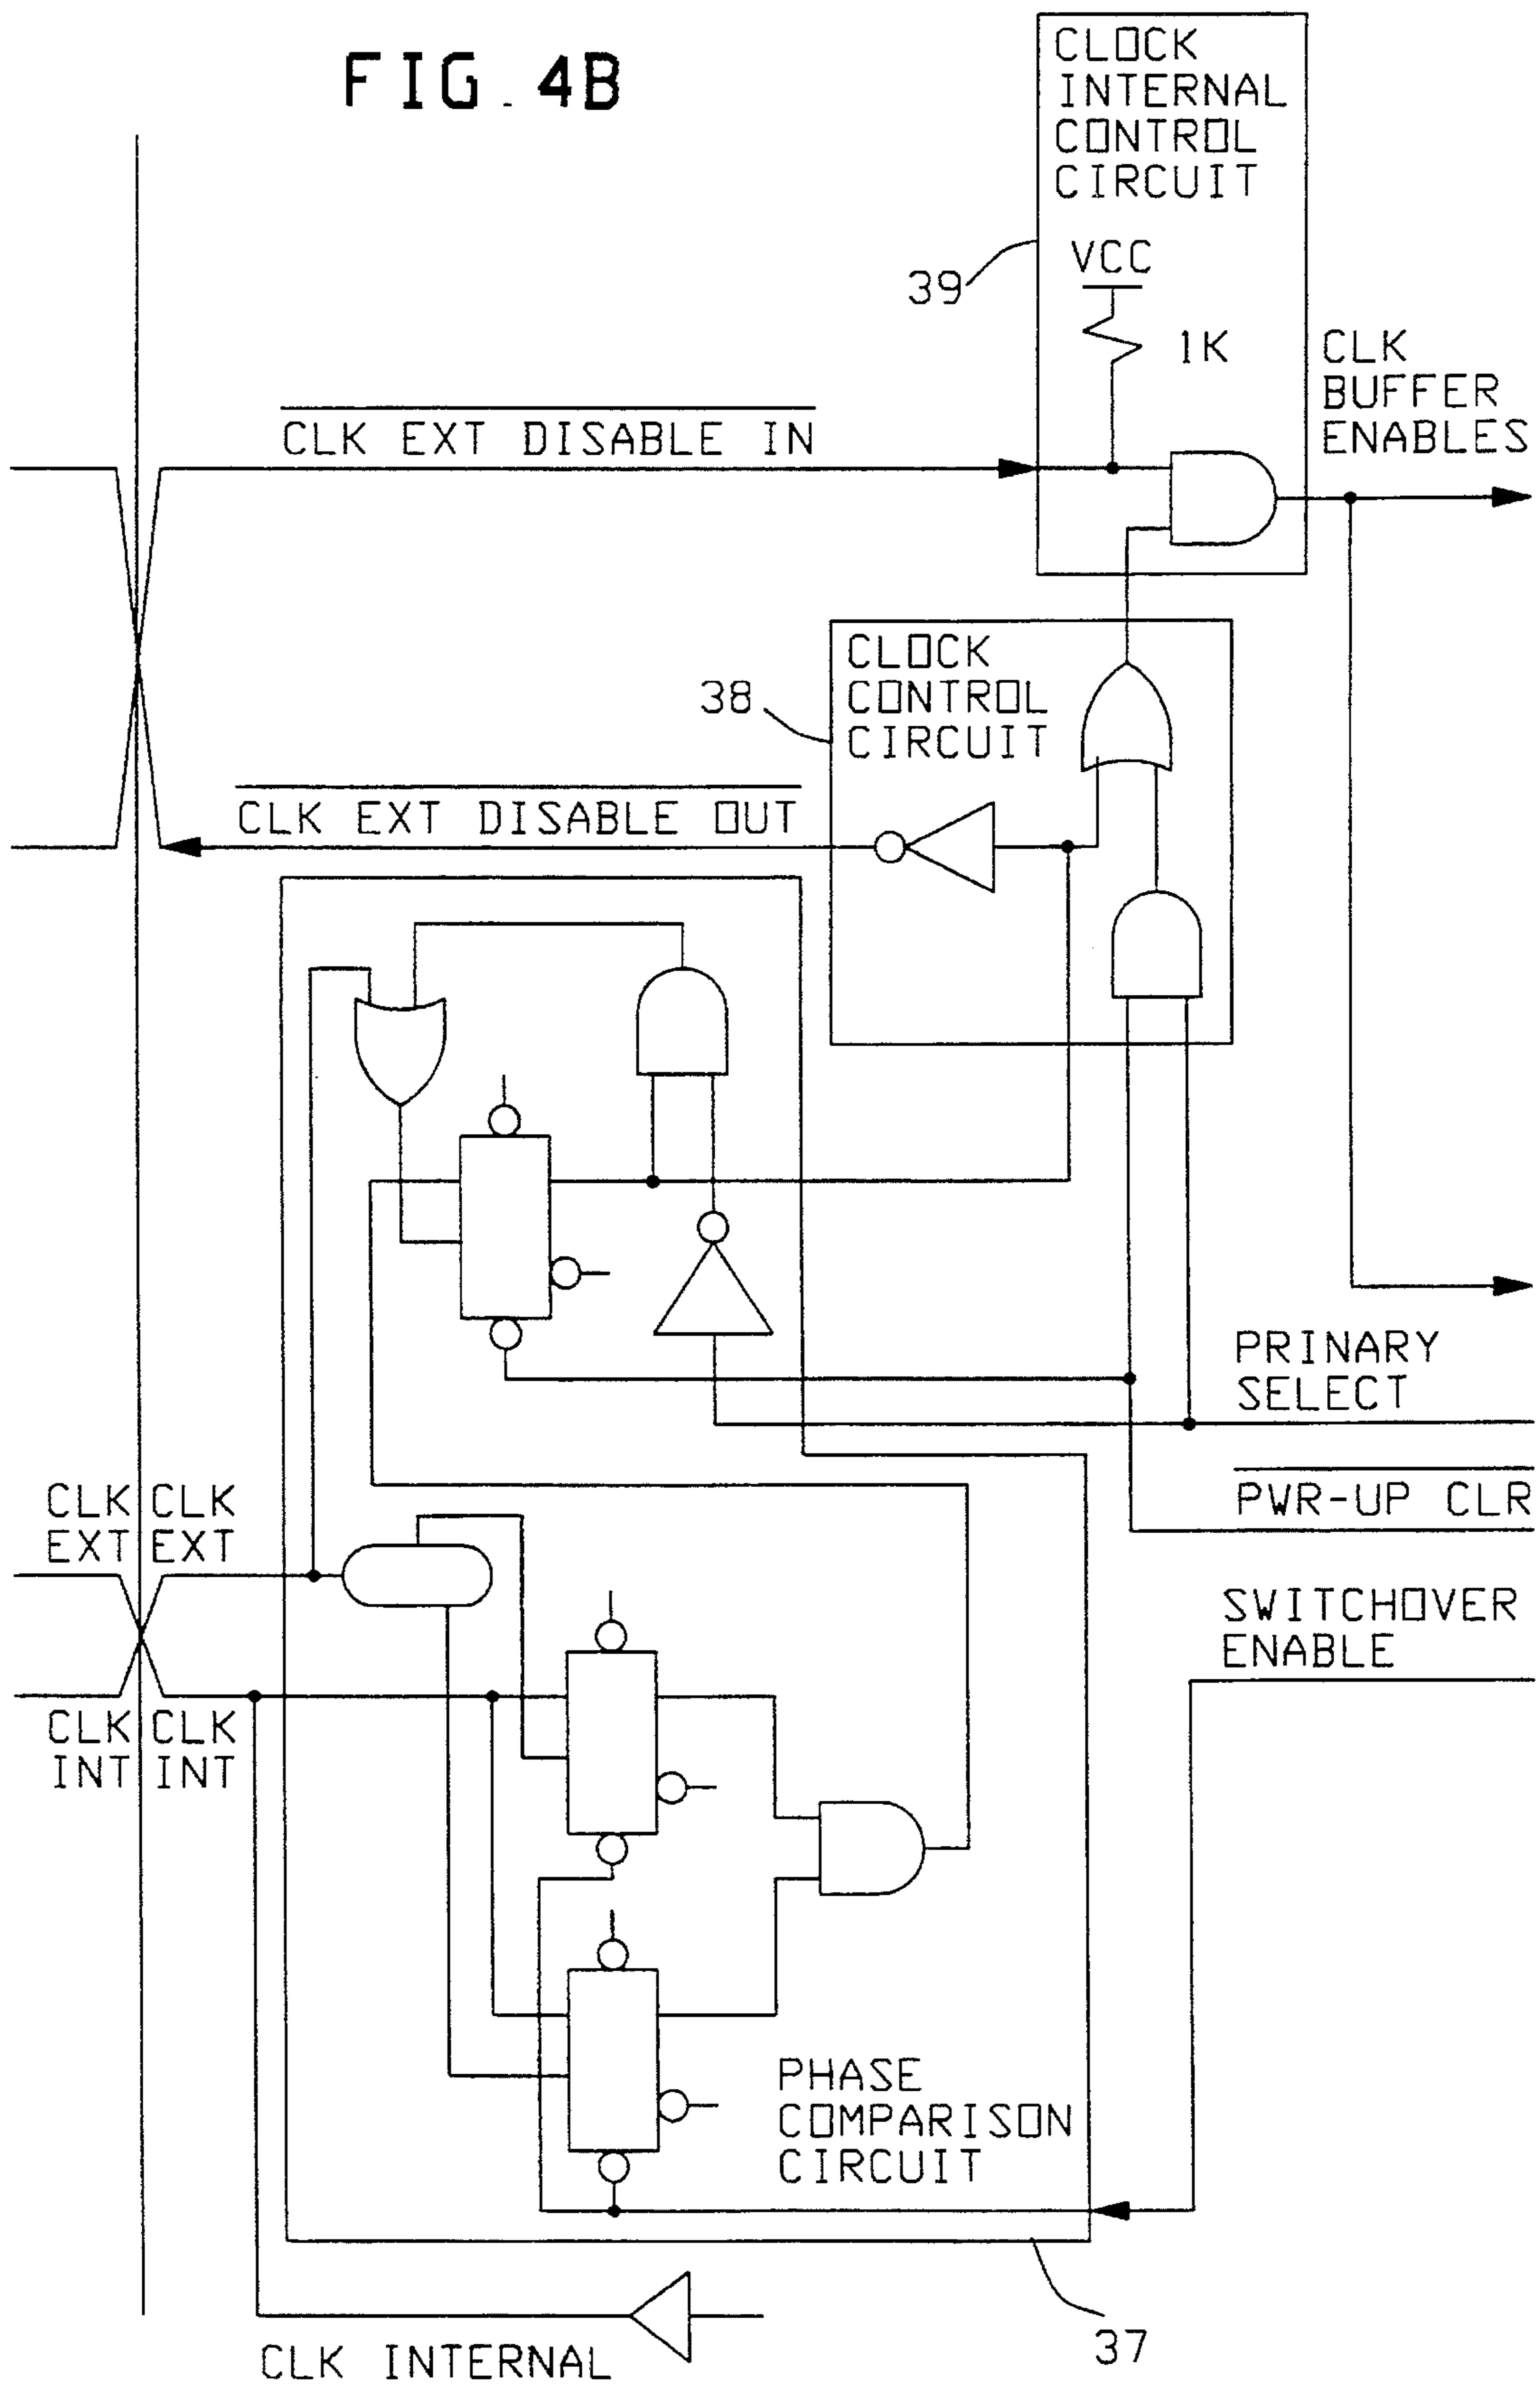 FIG. 4B
CLOCK
INTERNAL
CONTROL
CIRCUIT
39
VCC
1K
CLK
BUFFER
ENABLES
CLK EXT DISABLE IN
CLOCK
CONTROL
CIRCUIT
38
CLK EXT DISABLE OUT
PRINARY
SELECT
PWR-UP CLR
CLK CLK
EXT EXT
SWITCHOVER
ENABLE
CLK CLK
INT INT
PHASE
COMPARISON
CIRCUIT
37
CLK INTERNAL